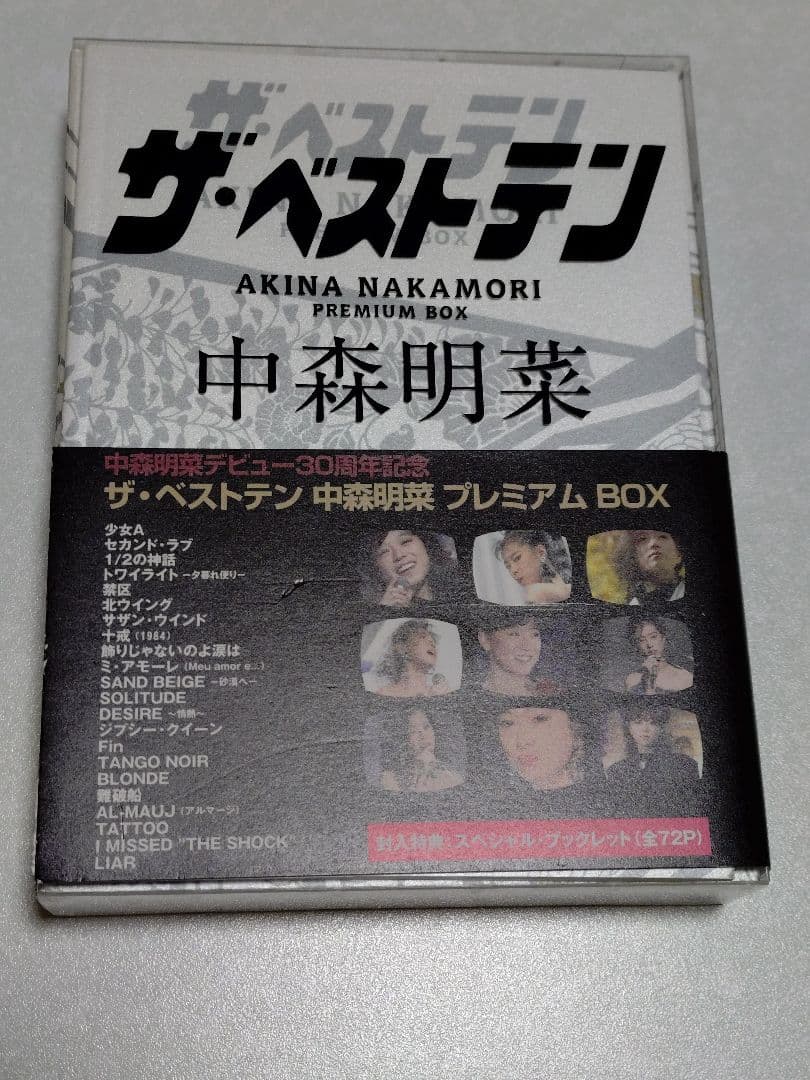 ザ・ベストテン
ザ・ベストテン
AKINA NAKAMORI
PREMIUM BOX
中森明菜
中森明菜デビュー30周年記念
ザ・ベストテン 中森明菜 プレミアム BOX
少女A
セカンド・ラブ
1/2の神話
トワイライト -夕暮れ便り-
禁区
北ウイング
サザン・ウインド
十戒 (1984)
飾りじゃないのよ涙は
ミ・アモーレ (Meu amor e...)
SAND BEIGE -砂漠へ-
SOLITUDE
DESIRE ～情熱～
ジプシー・クイーン
Fin
TANGO NOIR
BLONDE
難破船
AL-MAUJ (アルマージ)
TATTOO
I MISSED "THE SHOCK"
LIAR
封入特典:スペシャル・ブックレット(全72P)